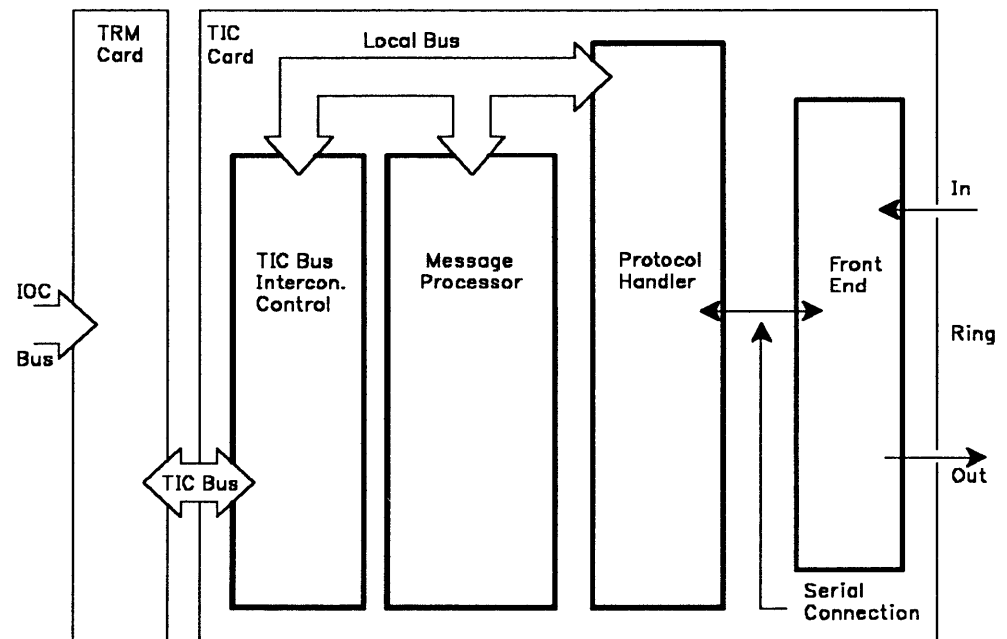 TRM
Card
TIC
Card
Local Bus
In
TIC Bus
Intercon.
Control
Message
Processor
Protocol
Handler
Front
End
IOC
Bus
Ring
TIC Bus
Out
Serial
Connection